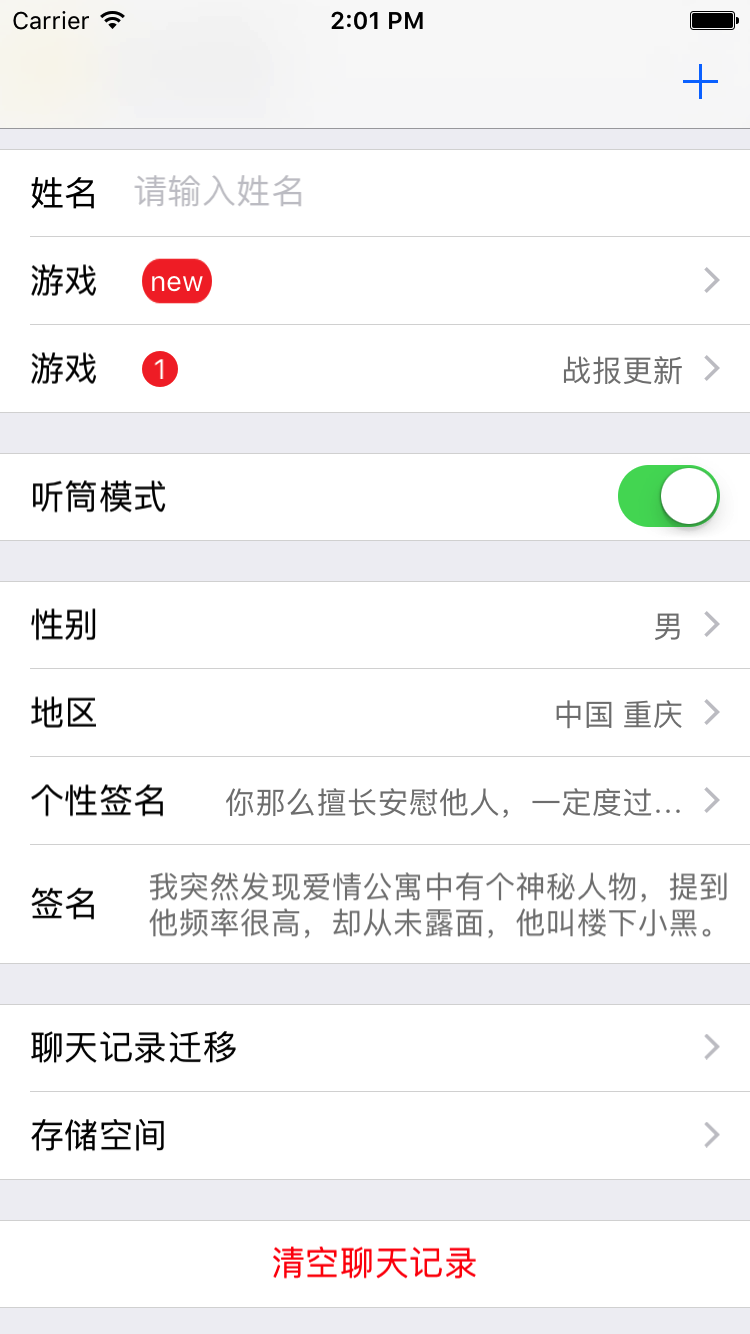 Carrier 2:01 PM
姓名 请输入姓名
游戏 new
游戏 1 战报更新
听筒模式
性别 男
地区 中国 重庆
个性签名 你那么擅长安慰他人，一定度过...
签名 我突然发现爱情公寓中有个神秘人物，提到
他频率很高，却从未露面，他叫楼下小黑。
聊天记录迁移
存储空间
清空聊天记录